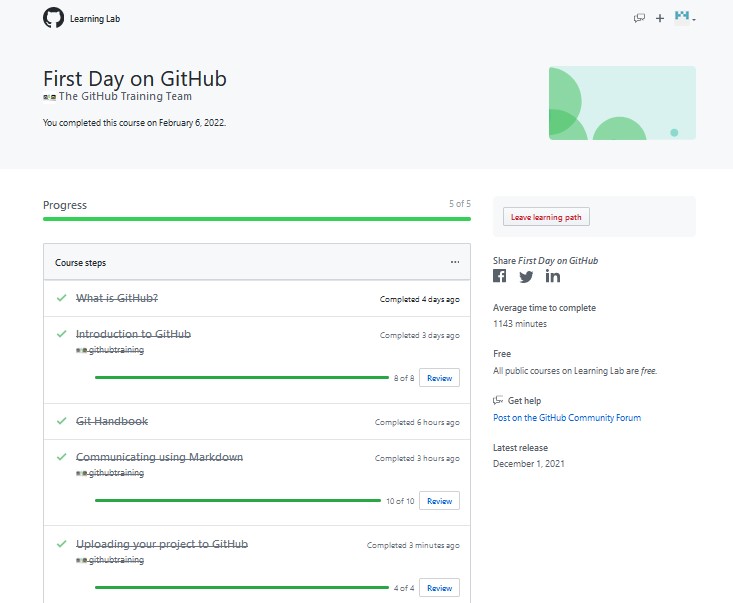 Learning Lab
First Day on GitHub
The GitHub Training Team
You completed this course on February 6, 2022.
Progress
5 of 5
Course steps
What is GitHub?
Completed 4 days ago
Introduction to GitHub
Completed 3 days ago
githubtraining
8 of 8
Review
Git Handbook
Completed 6 hours ago
Communicating using Markdown
Completed 3 hours ago
githubtraining
10 of 10
Review
Uploading your project to GitHub
Completed 3 minutes ago
githubtraining
4 of 4
Review
Leave learning path
Share First Day on GitHub
Average time to complete
1143 minutes
Free
All public courses on Learning Lab are free.
Get help
Post on the GitHub Community Forum
Latest release
December 1, 2021